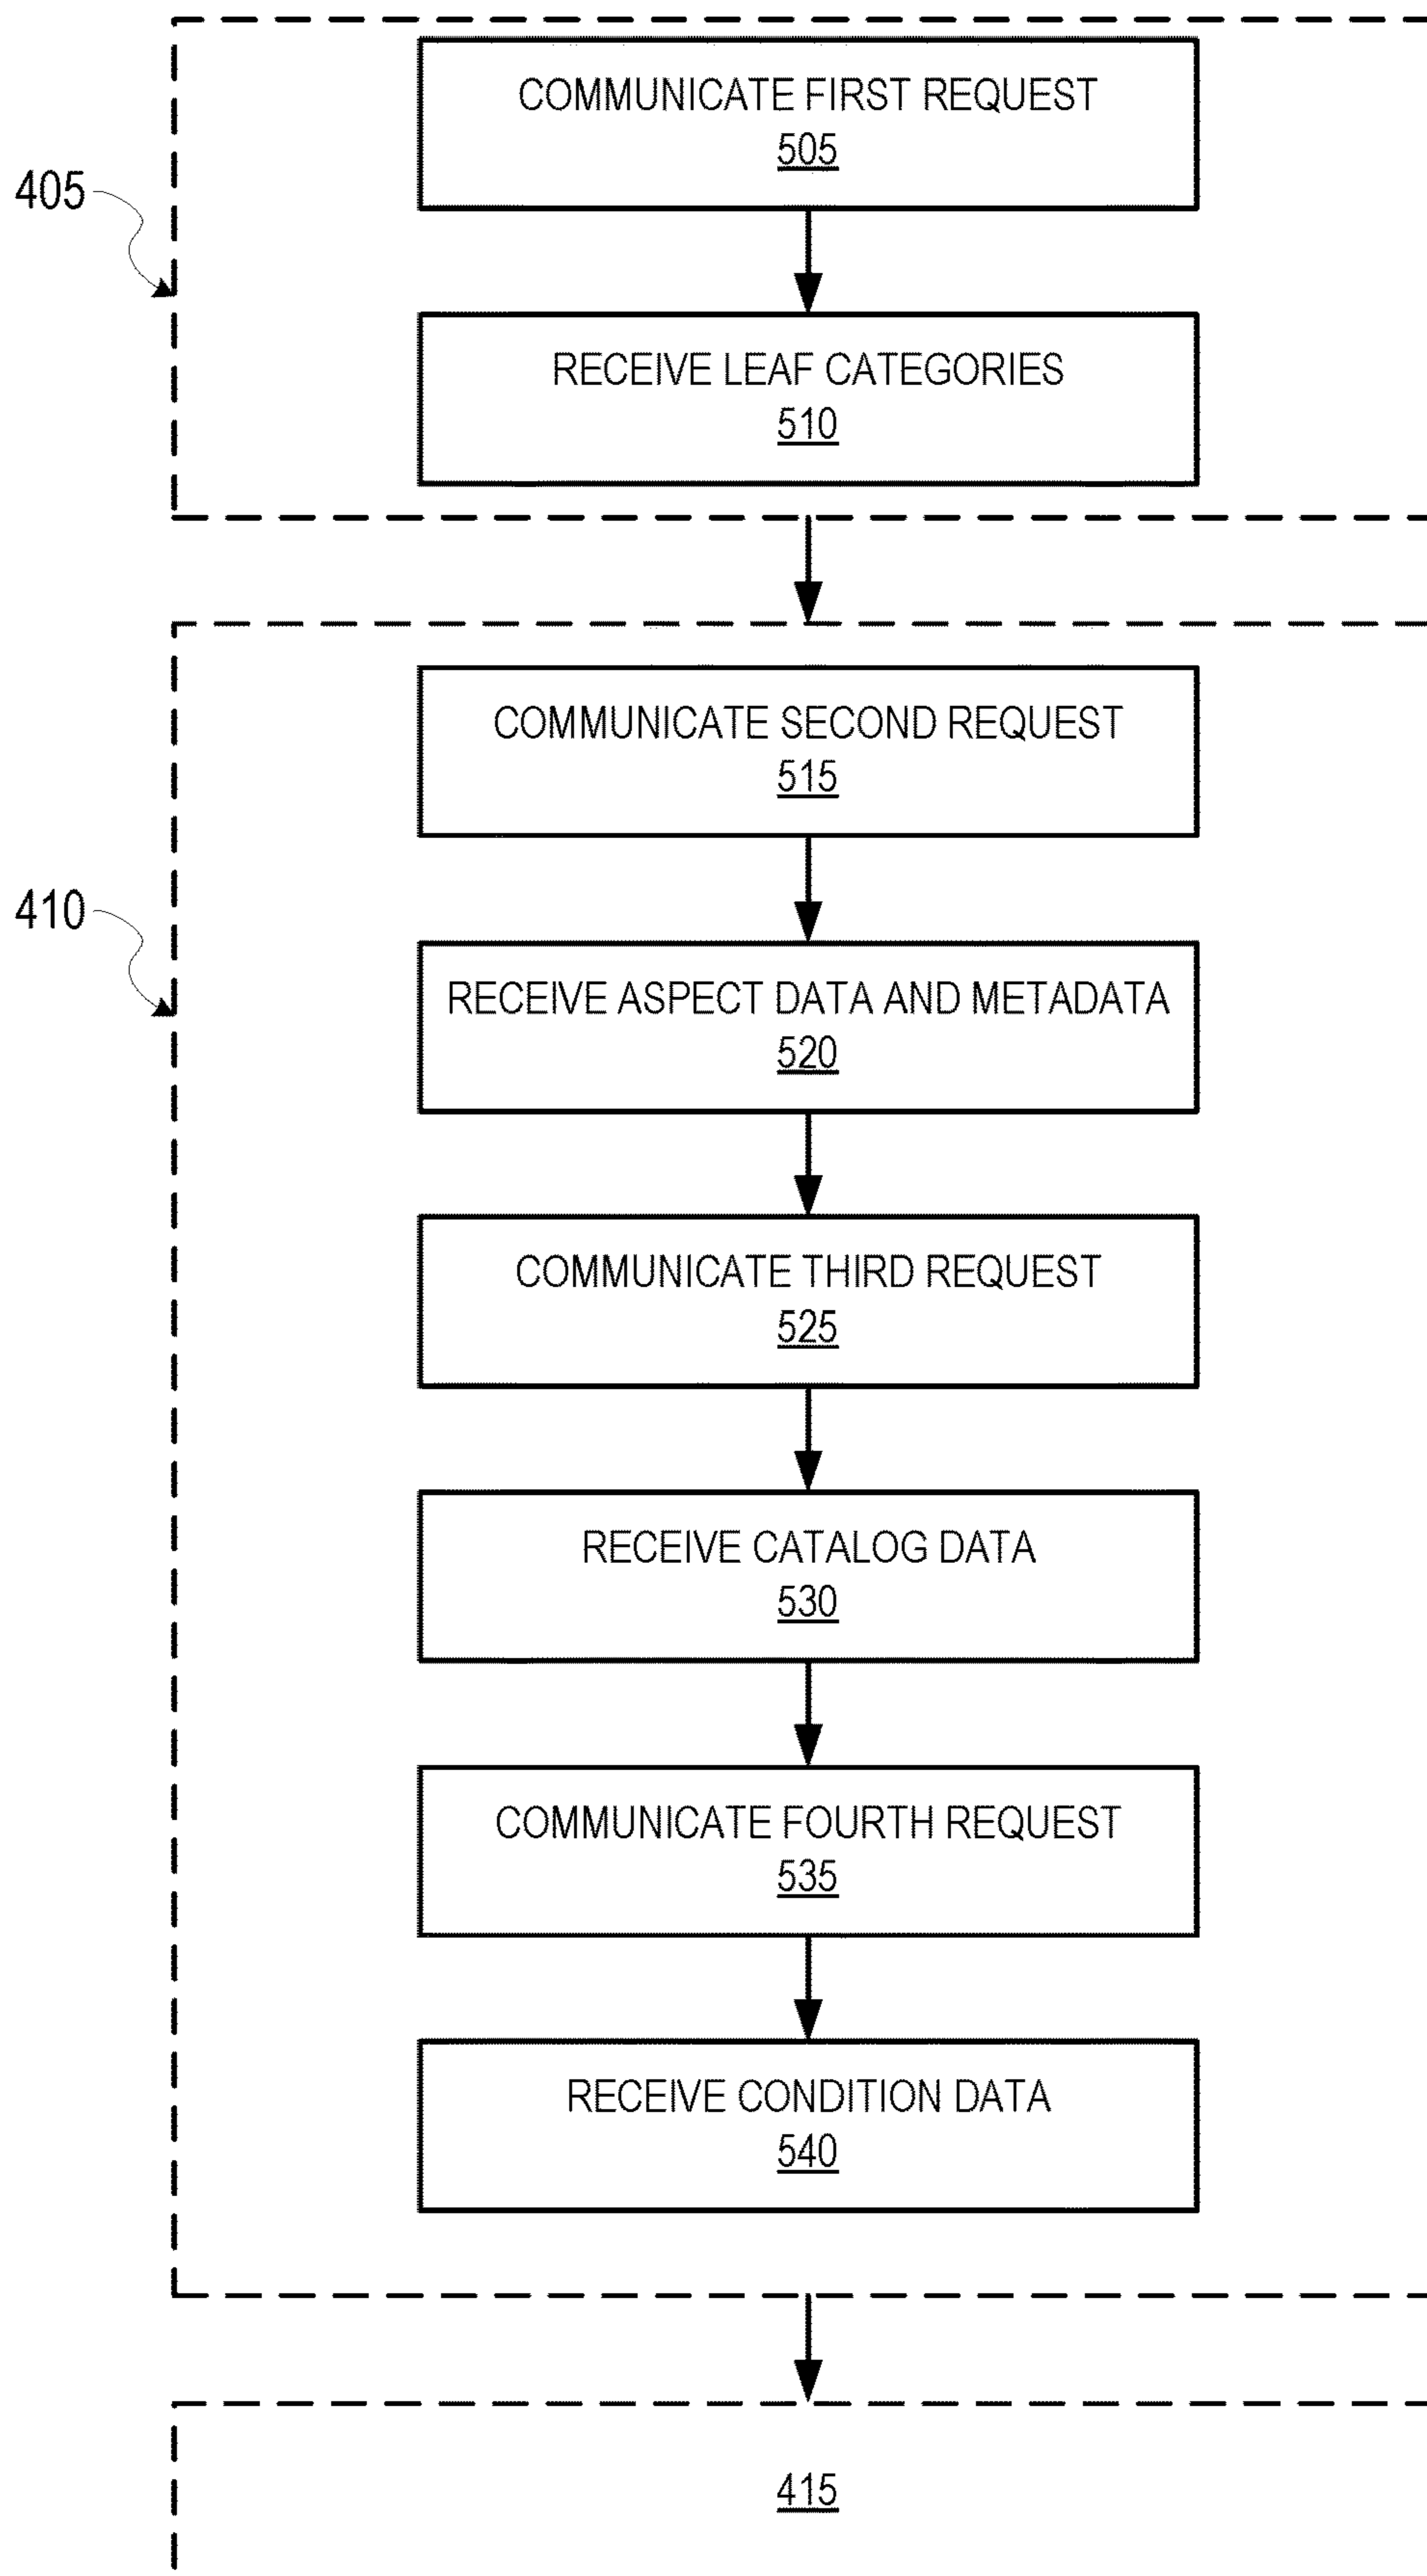 COMMUNICATE FIRST REQUEST
505
405
RECEIVE LEAF CATEGORIES
510
COMMUNICATE SECOND REQUEST
515
410
RECEIVE ASPECT DATA AND METADATA
520
COMMUNICATE THIRD REQUEST
525
RECEIVE CATALOG DATA
530
COMMUNICATE FOURTH REQUEST
535
RECEIVE CONDITION DATA
540
415